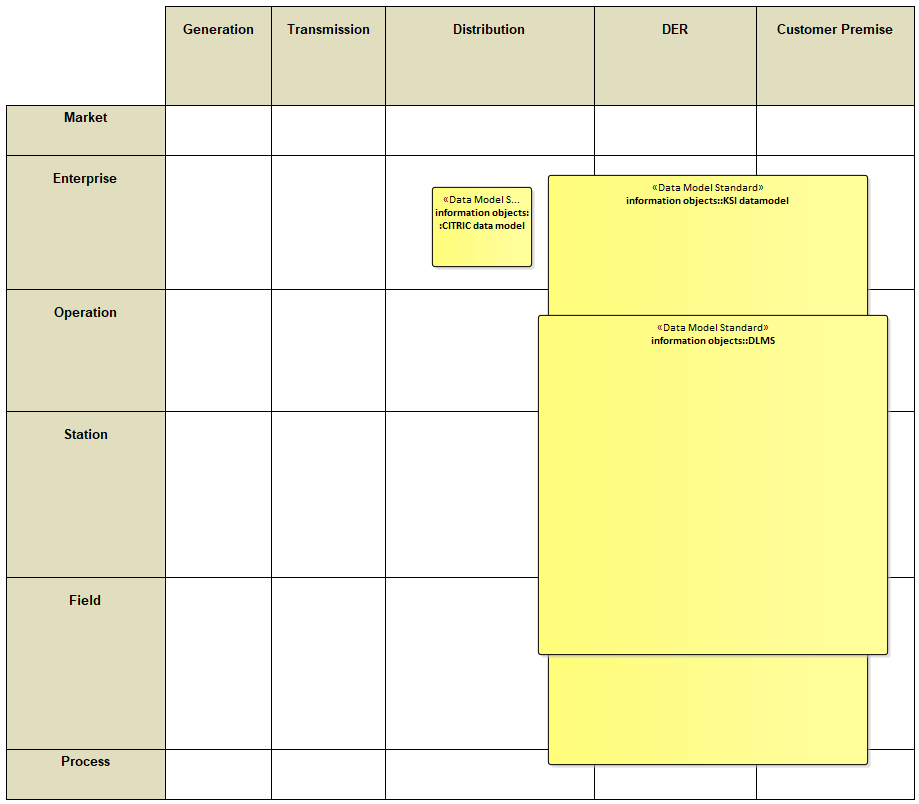 Generation
Transmission
Distribution
DER
Customer Premise
Market
Enterprise
«Data Model S...
information objects:
:CITRIC data model
«Data Model Standard»
information objects::KSI datamodel
Operation
«Data Model Standard»
information objects::DLMS
Station
Field
Process